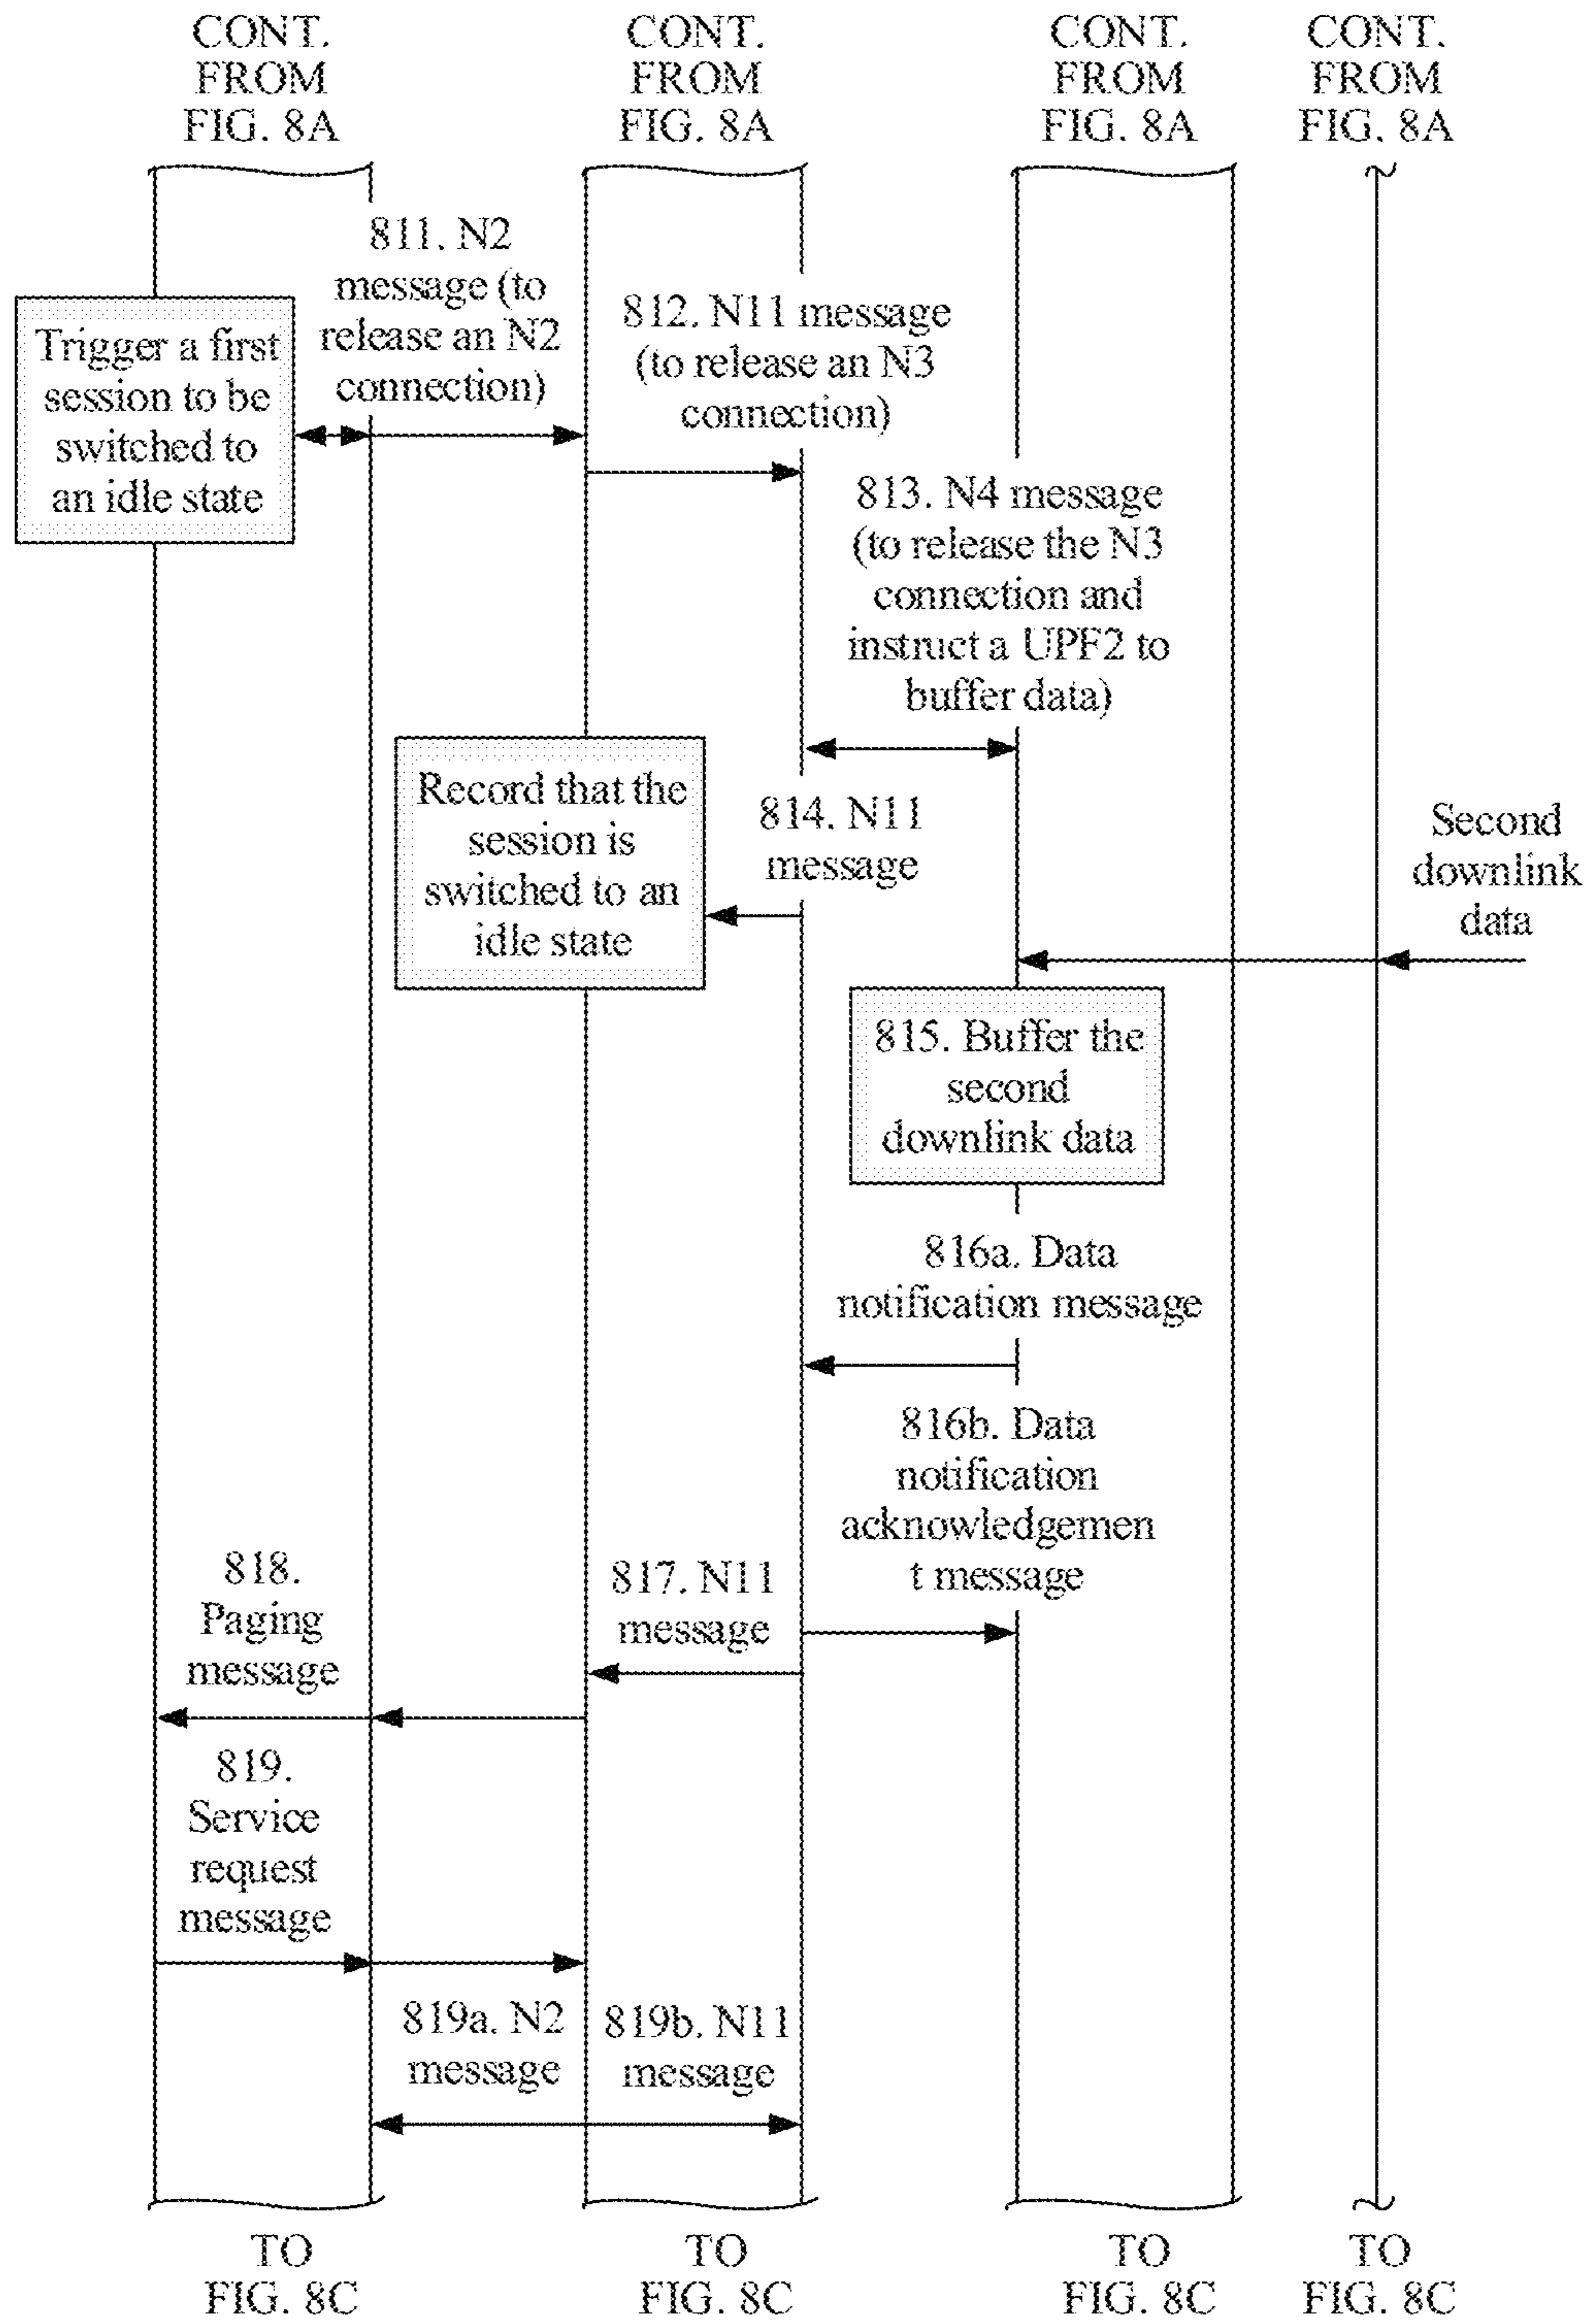 CONT.
FROM
FIG. 8A
CONT.
FROM
FIG. 8A
CONT.
FROM
FIG. 8A
CONT.
FROM
FIG. 8A
811. N2
message (to
release an N2
connection)
Trigger a first
session to be
switched to
an idle state
812. N11 message
(to release an N3
connection)
813. N4 message
(to release the N3
connection and
instruct a UPF2 to
buffer data)
Record that the
session is
switched to an
idle state
814. N11
message
Second
downlink
data
815. Buffer the
second
downlink data
816a. Data
notification message
816b. Data
notification
acknowledgemen
t message
817. N11
message
818.
Paging
message
819.
Service
request
message
819a. N2
message
819b. N11
message
TO
FIG. 8C
TO
FIG. 8C
TO
FIG. 8C
TO
FIG. 8C